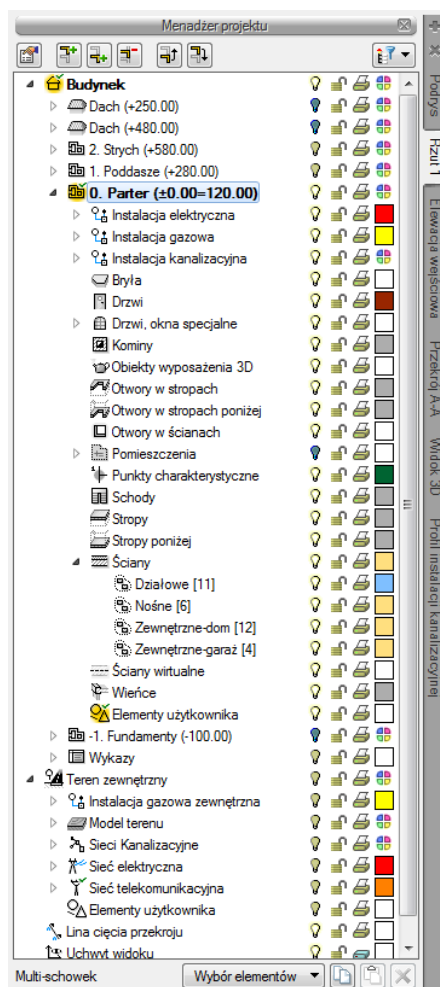 Menadżer projektu
Budynek
Dach (+250.00)
Dach (+480.00)
2. Strych (+580.00)
1. Poddasze (+280.00)
0. Parter (±0.00=120.00)
Instalacja elektryczna
Instalacja gazowa
Instalacja kanalizacyjna
Bryła
Drzwi
Drzwi, okna specjalne
Kominy
Obiekty wyposażenia 3D
Otwory w stropach
Otwory w stropach poniżej
Otwory w ścianach
Pomieszczenia
Punkty charakterystyczne
Schody
Stropy
Stropy poniżej
Ściany
Działowe [11]
Nośne [6]
Zewnętrzne-dom [12]
Zewnętrzne-garaż [4]
Ściany wirtualne
Wieńce
Elementy użytkownika
-1. Fundamenty (-100.00)
Wykazy
Teren zewnętrzny
Instalacja gazowa zewnętrzna
Model terenu
Sieci Kanalizacyjne
Sieć elektryczna
Sieć telekomunikacyjna
Elementy użytkownika
Lina cięcia przekroju
Uchwyt widoku
Multi-schowek
Wybór elementów
Podrys
Rzut 1
Elewacja wejściowa
Przekrój A-A
Widok 3D
Profil instalacji kanalizacyjnej